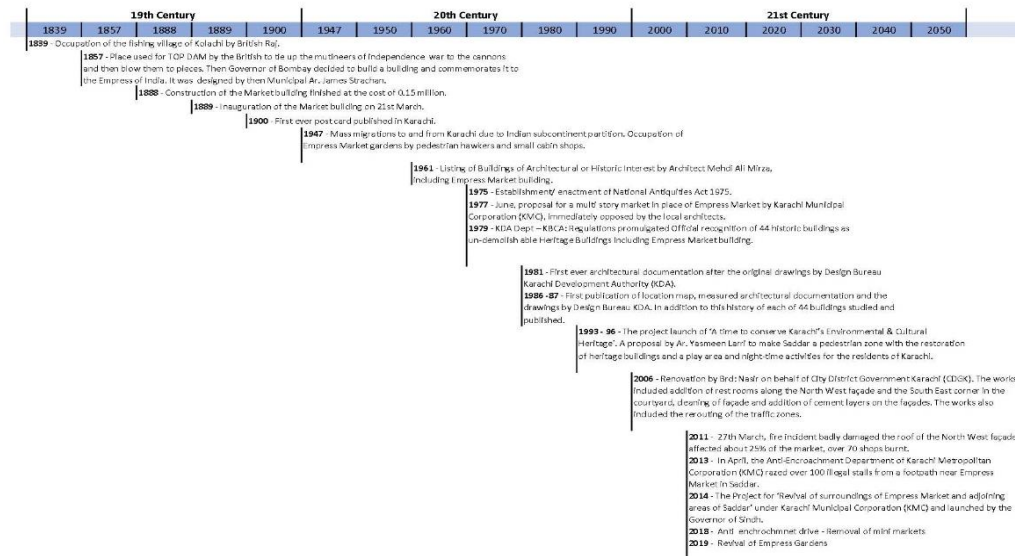 19th Century 20th Century 21st Century
1839 1857 1888 1889 1900 1947 1950 1960 1970 1980 1990 2000 2010 2020 2030 2040 2050
1839 - Occupation of the fishing village of Kolachi by British Raj.
1857 - Place used for TOP DAM by the British to tie up the mutineers of independence war to the cannons
and then blow them to pieces. Then Governor of Bombay decided to build a building and commemorates it to
the Empress of India. It was designed by then Municipal Ar. James Strachan.
1888 - Construction of the Market building finished at the cost of 0.15 million.
1889 - Inauguration of the Market building on 21st March.
1900 - First ever post card published in Karachi.
1947 - Mass migrations to and from Karachi due to Indian subcontinent partition. Occupation of
Empress Market gardens by pedestrian hawkers and small cabin shops.
1961 - Listing of Buildings of Architectural or Historic Interest by Architect Mehdi Ali Mirza,
including Empress Market building.
1975 - Establishment/ enactment of National Antiquities Act 1975.
1977 - June, proposal for a multi story market in place of Empress Market by Karachi Municipal
Corporation (KMC), immediately opposed by the local architects.
1979 - KDA Dept – KBCA: Regulations promulgated Official recognition of 44 historic buildings as
un-demolish able Heritage Buildings including Empress Market building.
1981 - First ever architectural documentation after the original drawings by Design Bureau
Karachi Development Authority (KDA).
1986 -87 - First publication of location map, measured architectural documentation and the
drawings by Design Bureau KDA. In addition to this history of each of 44 buildings studied and
published.
1993 - 96 - The project launch of 'A time to conserve Karachi's Environmental & Cultural
Heritage'. A proposal by Ar. Yasmeen Larri to make Saddar a pedestrian zone with the restoration
of heritage buildings and a play area and night-time activities for the residents of Karachi.
2006 - Renovation by Brd: Nasir on behalf of City District Government Karachi (CDGK). The works
included addition of rest rooms along the North West façade and the South East corner in the
courtyard, cleaning of façade and addition of cement layers on the façades. The works also
included the rerouting of the traffic zones.
2011 - 27th March, fire incident badly damaged the roof of the North West façade
affected about 25% of the market, over 70 shops burnt.
2013 - In April, the Anti-Encroachment Department of Karachi Metropolitan
Corporation (KMC) razed over 100 illegal stalls from a footpath near Empress
Market in Saddar.
2014 - The Project for 'Revival of surroundings of Empress Market and adjoining
areas of Saddar' under Karachi Municipal Corporation (KMC) and launched by the
Governor of Sindh.
2018 - Anti enchrochmnet drive - Removal of mini markets
2019 - Revival of Empress Gardens